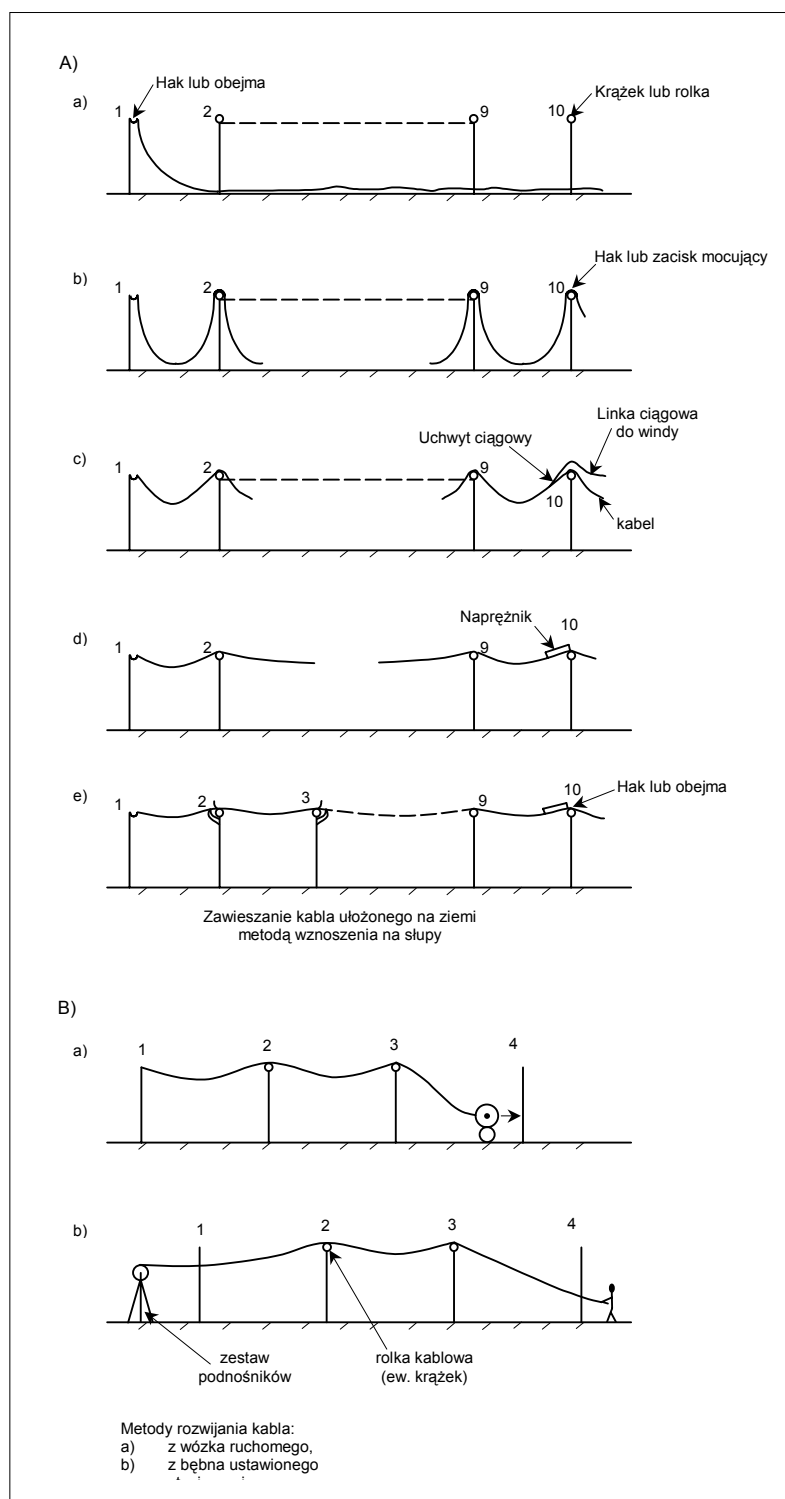 A)
Hak lub obejma
Krążek lub rolka
a)
1
2
9
10
Hak lub zacisk mocujący
b)
1
2
9
10
Linka ciągowa
do windy
Uchwyt ciągowy
c)
1
2
9
10
kabel
Naprężnik
d)
1
2
9
10
Hak lub obejma
e)
1
2
3
9
10
Zawieszanie kabla ułożonego na ziemi
metodą wznoszenia na słupy
B)
a)
1
2
3
4
b)
1
2
3
4
zestaw
podnośników
rolka kablowa
(ew. krążek)
Metody rozwijania kabla:
a) z wózka ruchomego,
b) z bębna ustawionego